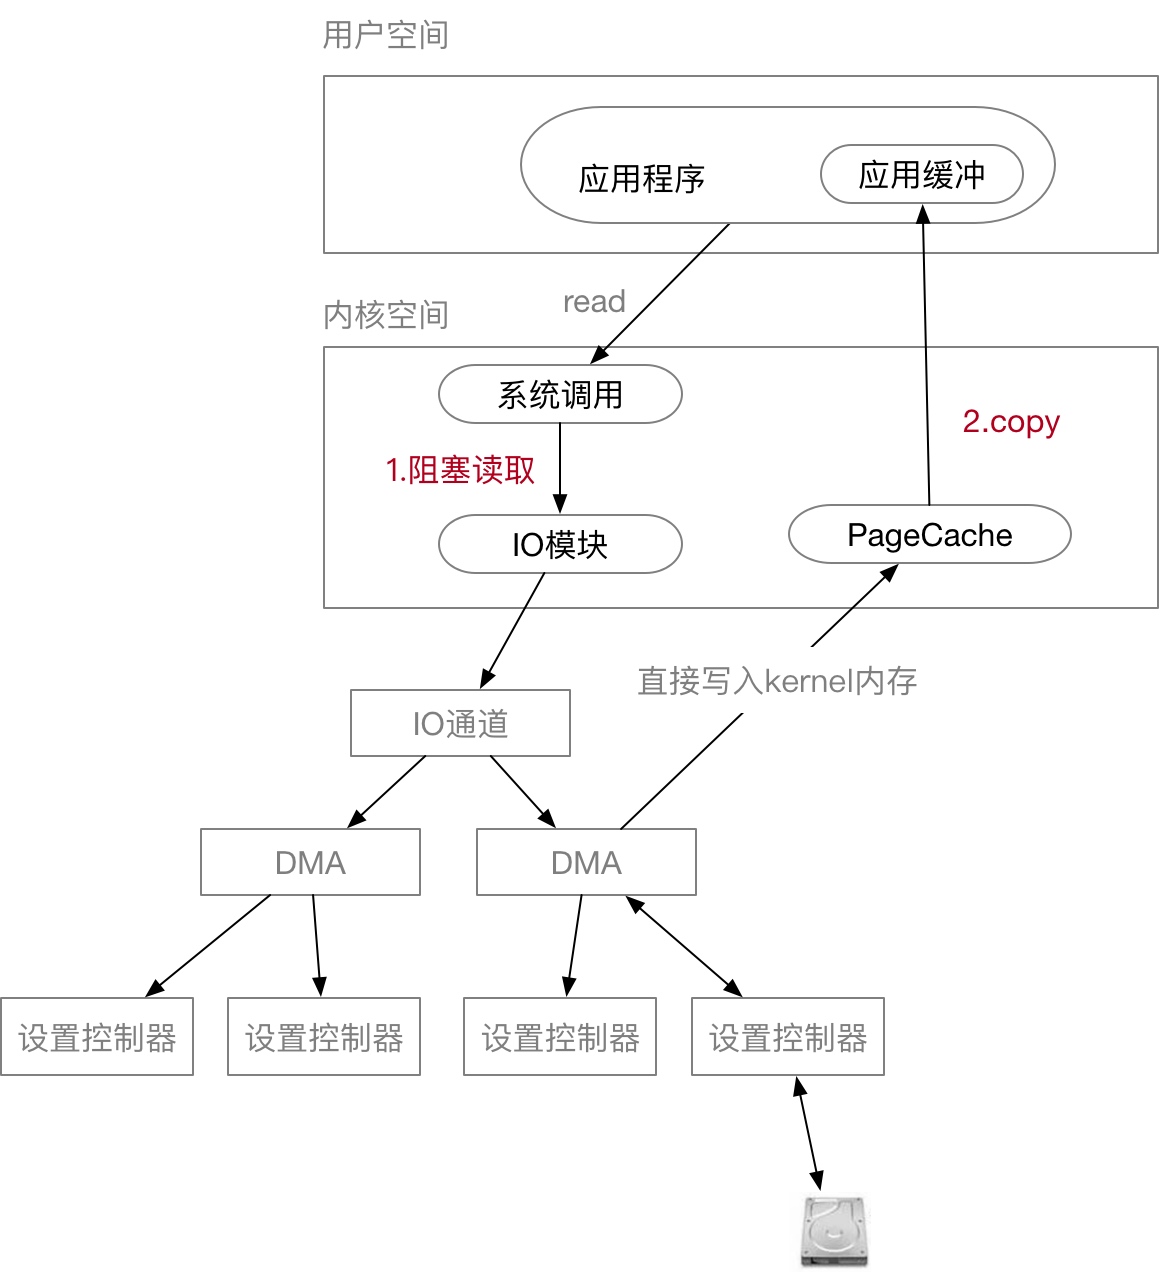 用户空间
应用程序
应用缓冲
read
内核空间
系统调用
2.copy
1.阻塞读取
IO模块
PageCache
直接写入kernel内存
IO通道
DMA
DMA
设置控制器
设置控制器
设置控制器
设置控制器